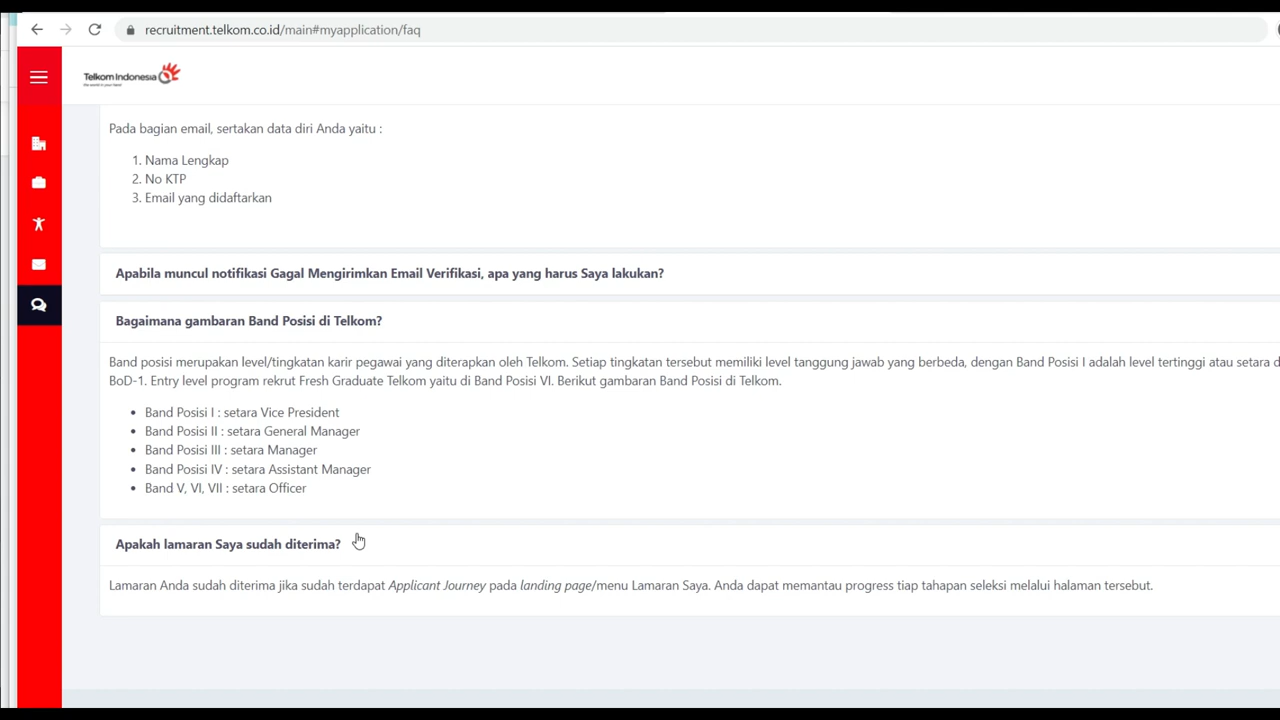 recruitment.telkom.co.id/main#myapplication/faq
Telkom Indonesia
the world in your hand
Pada bagian email, sertakan data diri Anda yaitu :
1. Nama Lengkap
2. No KTP
3. Email yang didaftarkan
Apabila muncul notifikasi Gagal Mengirimkan Email Verifikasi, apa yang harus Saya lakukan?
Bagaimana gambaran Band Posisi di Telkom?
Band posisi merupakan level/tingkatan karir pegawai yang diterapkan oleh Telkom. Setiap tingkatan tersebut memiliki level tanggung jawab yang berbeda, dengan Band Posisi I adalah level tertinggi atau setara d
BoD-1. Entry level program rekrut Fresh Graduate Telkom yaitu di Band Posisi VI. Berikut gambaran Band Posisi di Telkom.
• Band Posisi I : setara Vice President
• Band Posisi II : setara General Manager
• Band Posisi III : setara Manager
• Band Posisi IV : setara Assistant Manager
• Band V, VI, VII : setara Officer
Apakah lamaran Saya sudah diterima?
Lamaran Anda sudah diterima jika sudah terdapat Applicant Journey pada landing page/menu Lamaran Saya. Anda dapat memantau progress tiap tahapan seleksi melalui halaman tersebut.